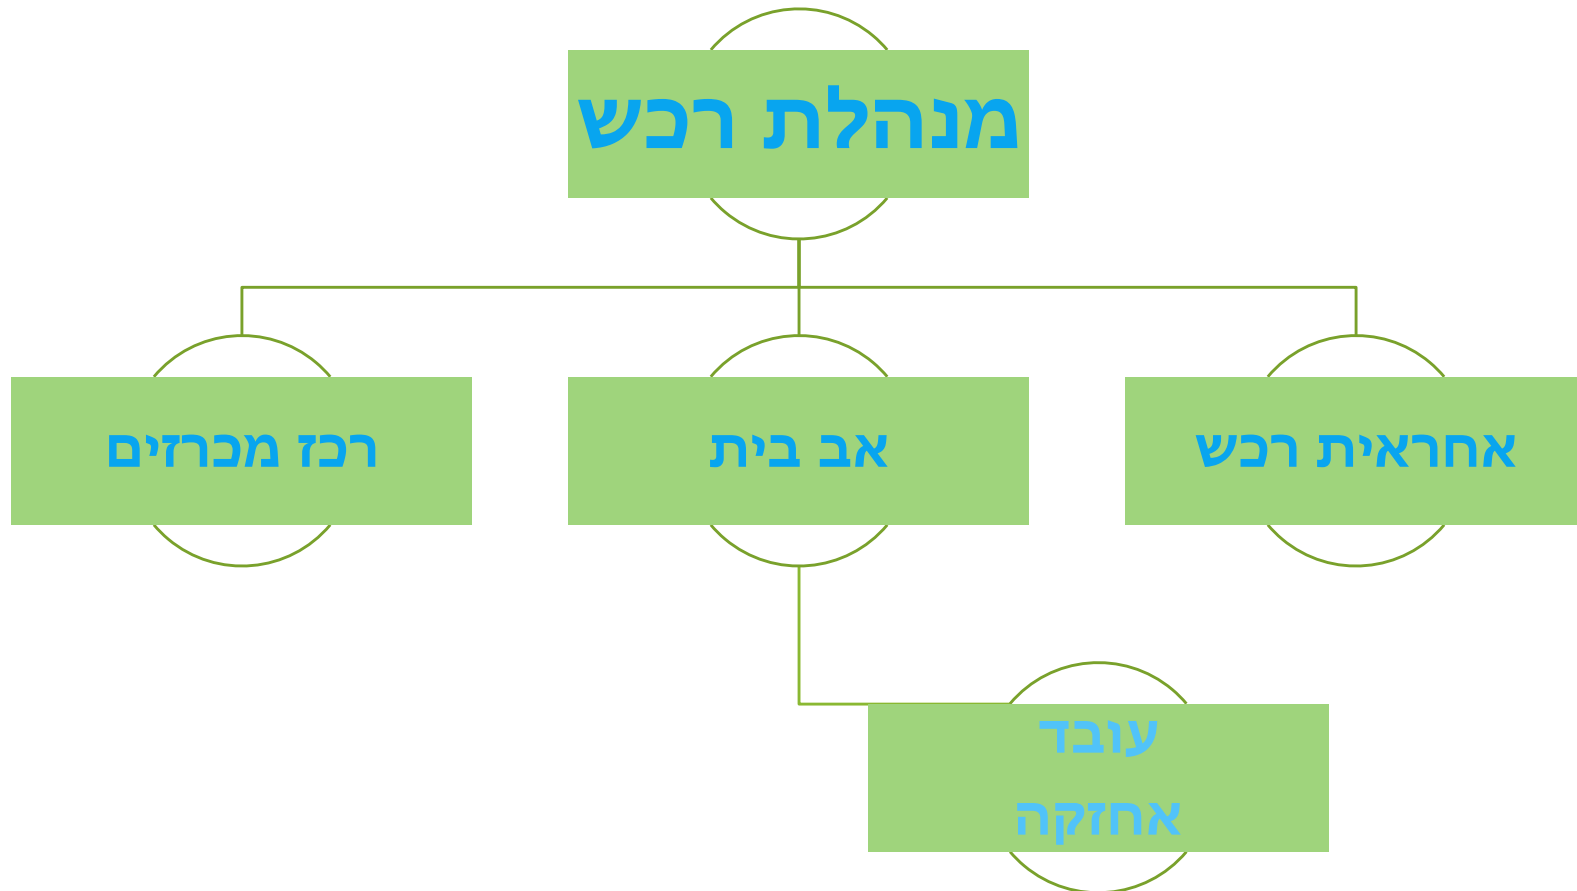 מנהלת רכש
אחראית רכש
אב בית
רכז מכרזים
עובד
אחזקה